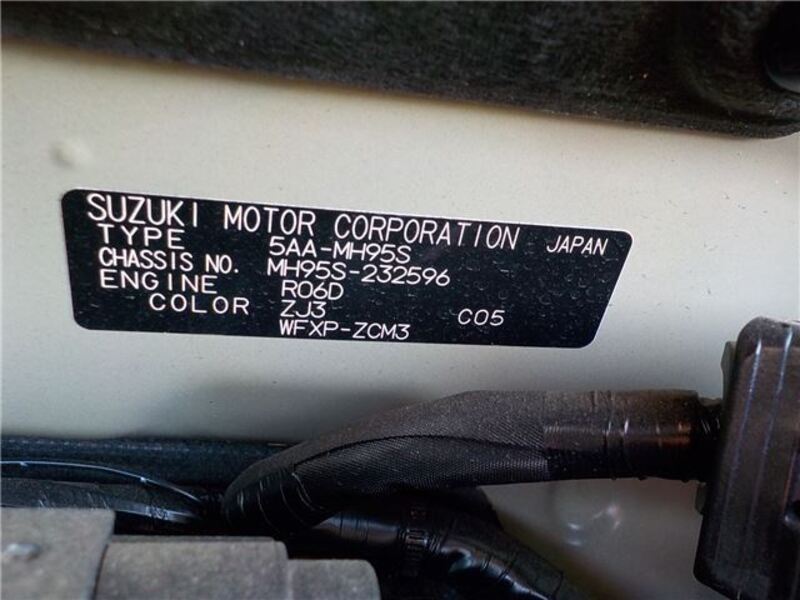 SUZUKI MOTOR CORPORATION JAPAN
TYPE 5AA-MH95S
CHASSIS NO. MH95S-232596
ENGINE R06D
COLOR ZJ3 C05
WFXP-ZCM3